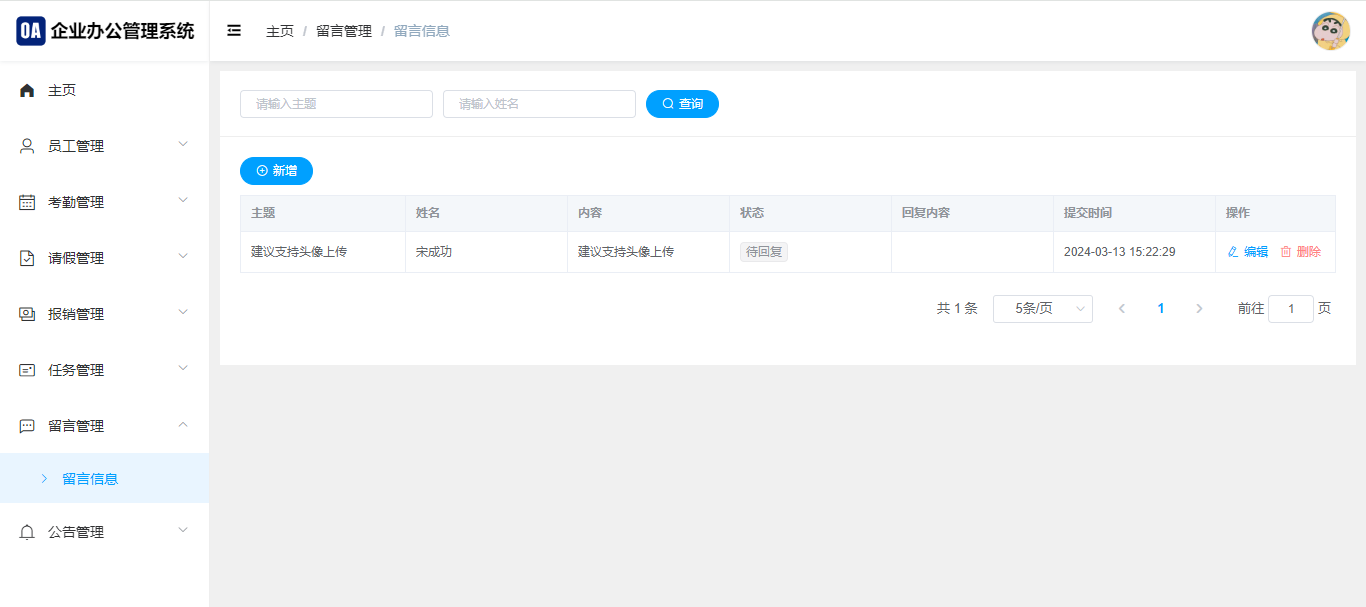 OA 企业办公管理系统
主页 / 留言管理 / 留言信息
主页
员工管理
考勤管理
请假管理
报销管理
任务管理
留言管理
留言信息
公告管理
请输入主题 请输入姓名 查询
新增
主题 姓名 内容 状态 回复内容 提交时间 操作
建议支持头像上传 宋成功 建议支持头像上传 待回复 2024-03-13 15:22:29 编辑 删除
共 1 条 5条/页 1 前往 1 页